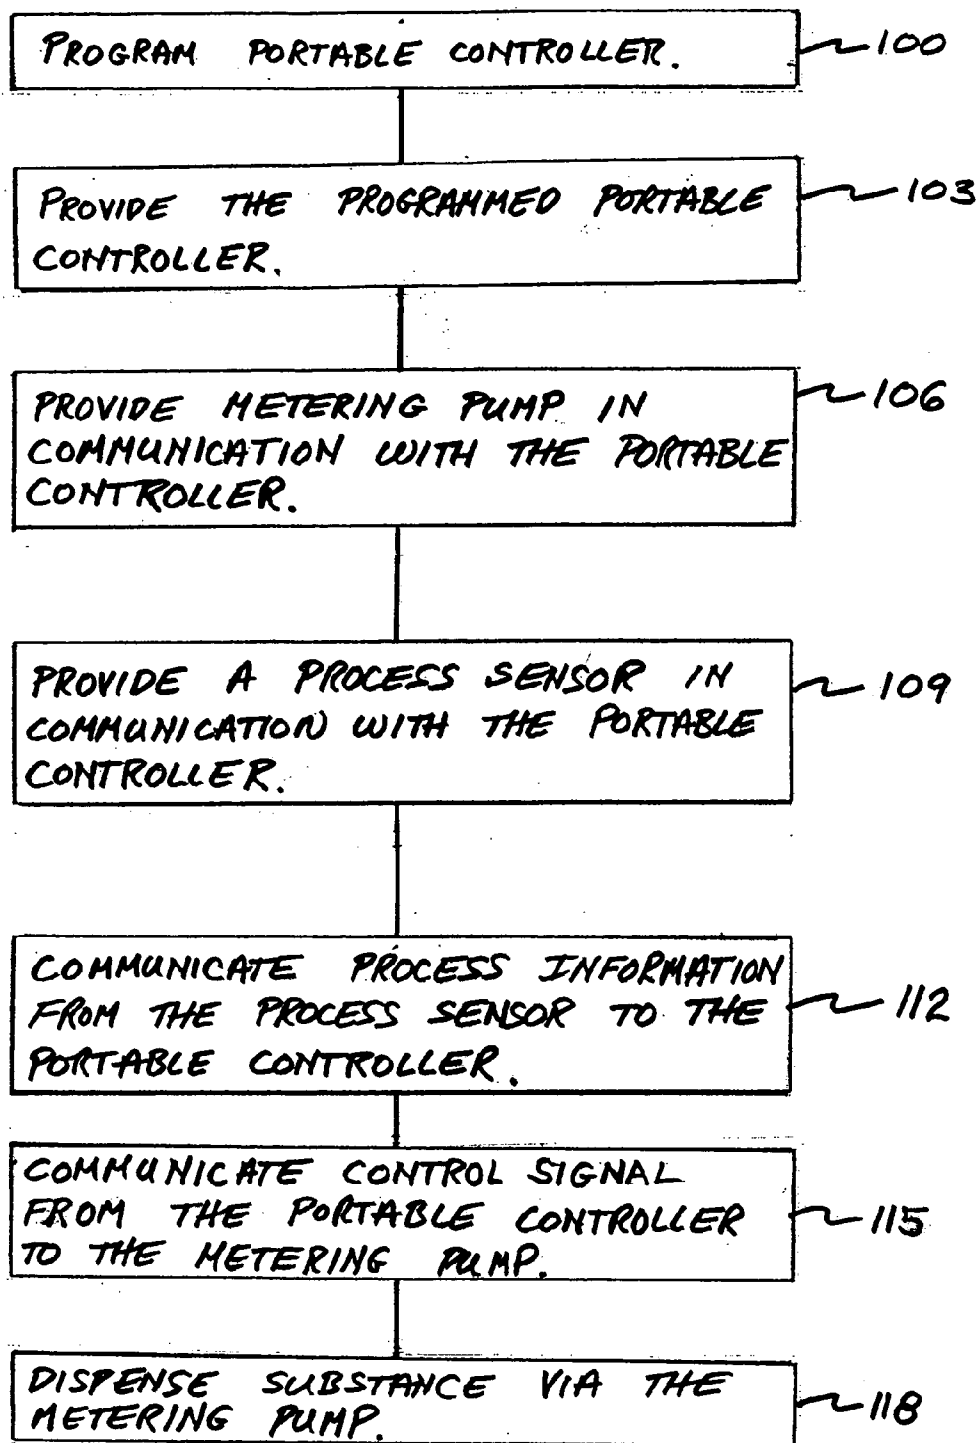 PROGRAM PORTABLE CONTROLLER. 100
PROVIDE THE PROGRAMMED PORTABLE 103
CONTROLLER.
PROVIDE METERING PUMP IN 106
COMMUNICATION WITH THE PORTABLE
CONTROLLER.
PROVIDE A PROCESS SENSOR IN 109
COMMUNICATION WITH THE PORTABLE
CONTROLLER.
COMMUNICATE PROCESS INFORMATION
FROM THE PROCESS SENSOR TO THE 112
PORTABLE CONTROLLER.
COMMUNICATE CONTROL SIGNAL
FROM THE PORTABLE CONTROLLER 115
TO THE METERING PUMP.
DISPENSE SUBSTANCE VIA THE 118
METERING PUMP.